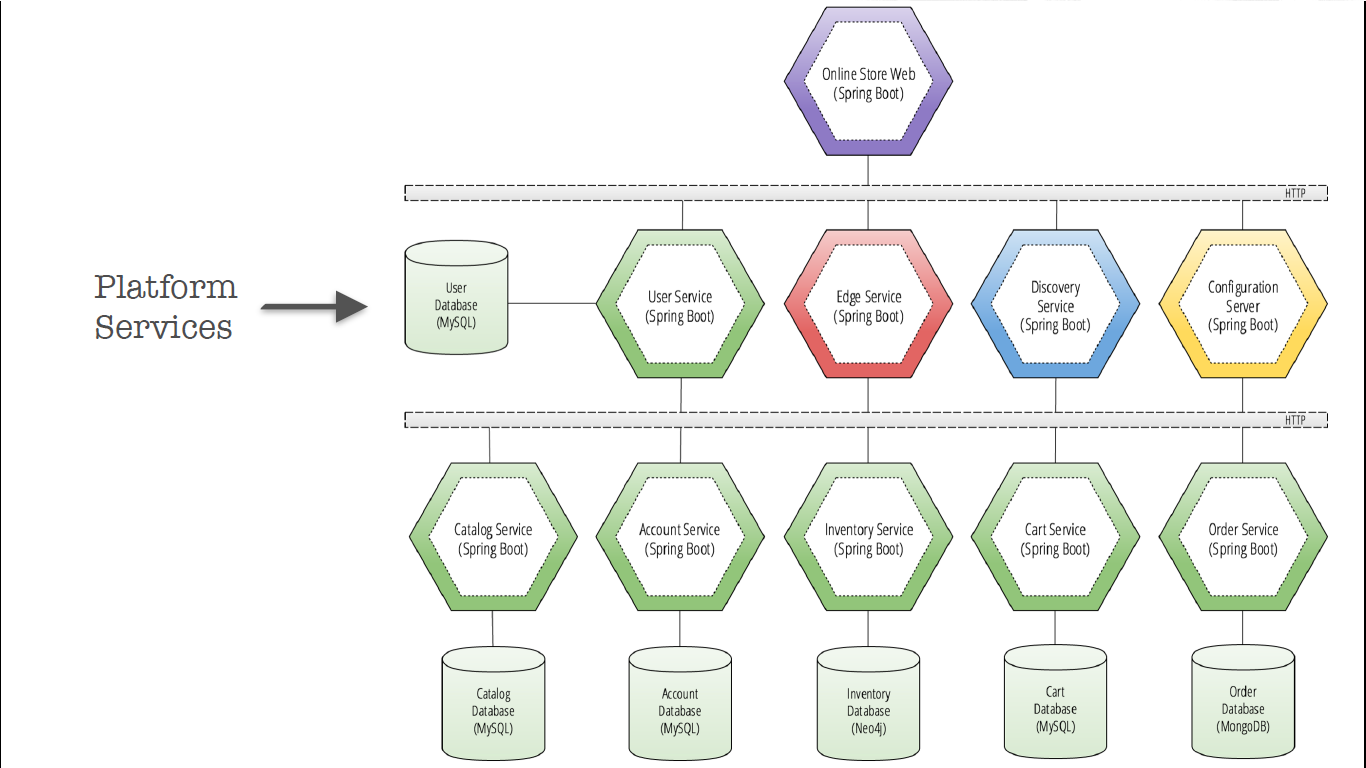 Online Store Web
(Spring Boot)
HTTP
Platform
Services
User
Database
(MySQL)
User Service
(Spring Boot)
Edge Service
(Spring Boot)
Discovery
Service
(Spring Boot)
Configuration
Server
(Spring Boot)
HTTP
Catalog Service
(Spring Boot)
Account Service
(Spring Boot)
Inventory Service
(Spring Boot)
Cart Service
(Spring Boot)
Order Service
(Spring Boot)
Catalog
Database
(MySQL)
Account
Database
(MySQL)
Inventory
Database
(Neo4j)
Cart
Database
(MySQL)
Order
Database
(MongoDB)